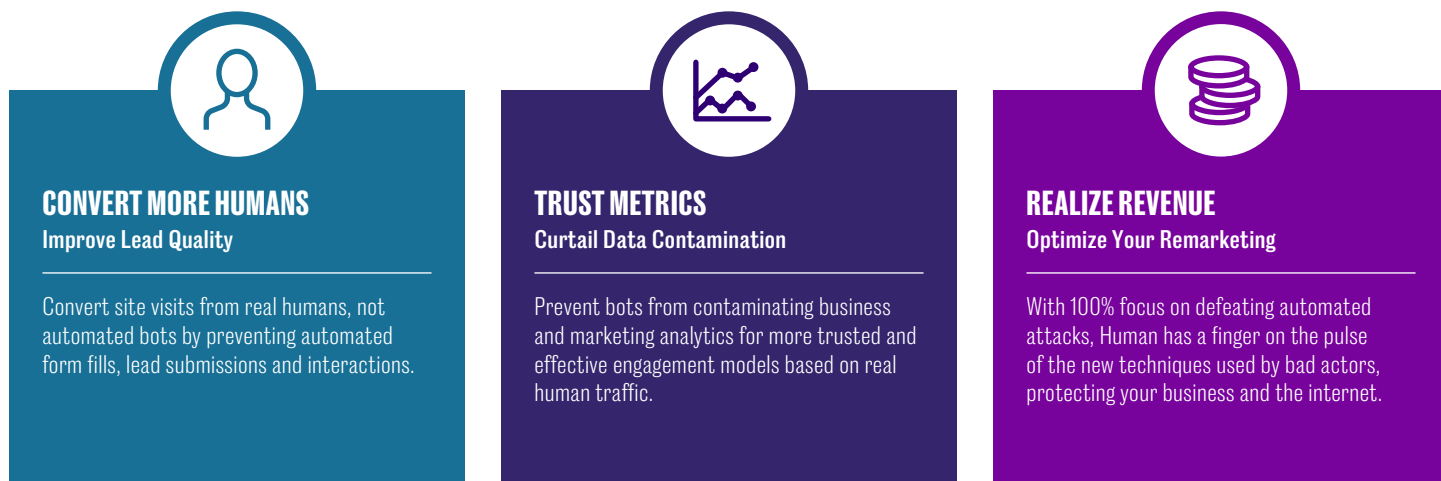 CONVERT MORE HUMANS
Improve Lead Quality
Convert site visits from real humans, not
automated bots by preventing automated
form fills, lead submissions and interactions.
TRUST METRICS
Curtail Data Contamination
Prevent bots from contaminating business
and marketing analytics for more trusted and
effective engagement models based on real
human traffic.
REALIZE REVENUE
Optimize Your Remarketing
With 100% focus on defeating automated
attacks, Human has a finger on the pulse
of the new techniques used by bad actors,
protecting your business and the internet.